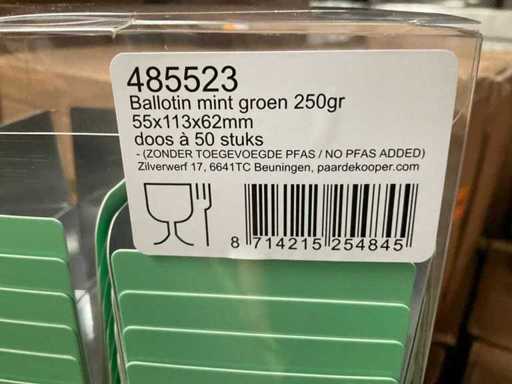 485523
Ballotin mint groen 250gr
55x113x62mm
doos à 50 stuks
- (ZONDER TOEGEVOEGDE PFAS / NO PFAS ADDED)
Zilverwerf 17, 6641TC Beuningen, paardekooper.com
8 714215 254845